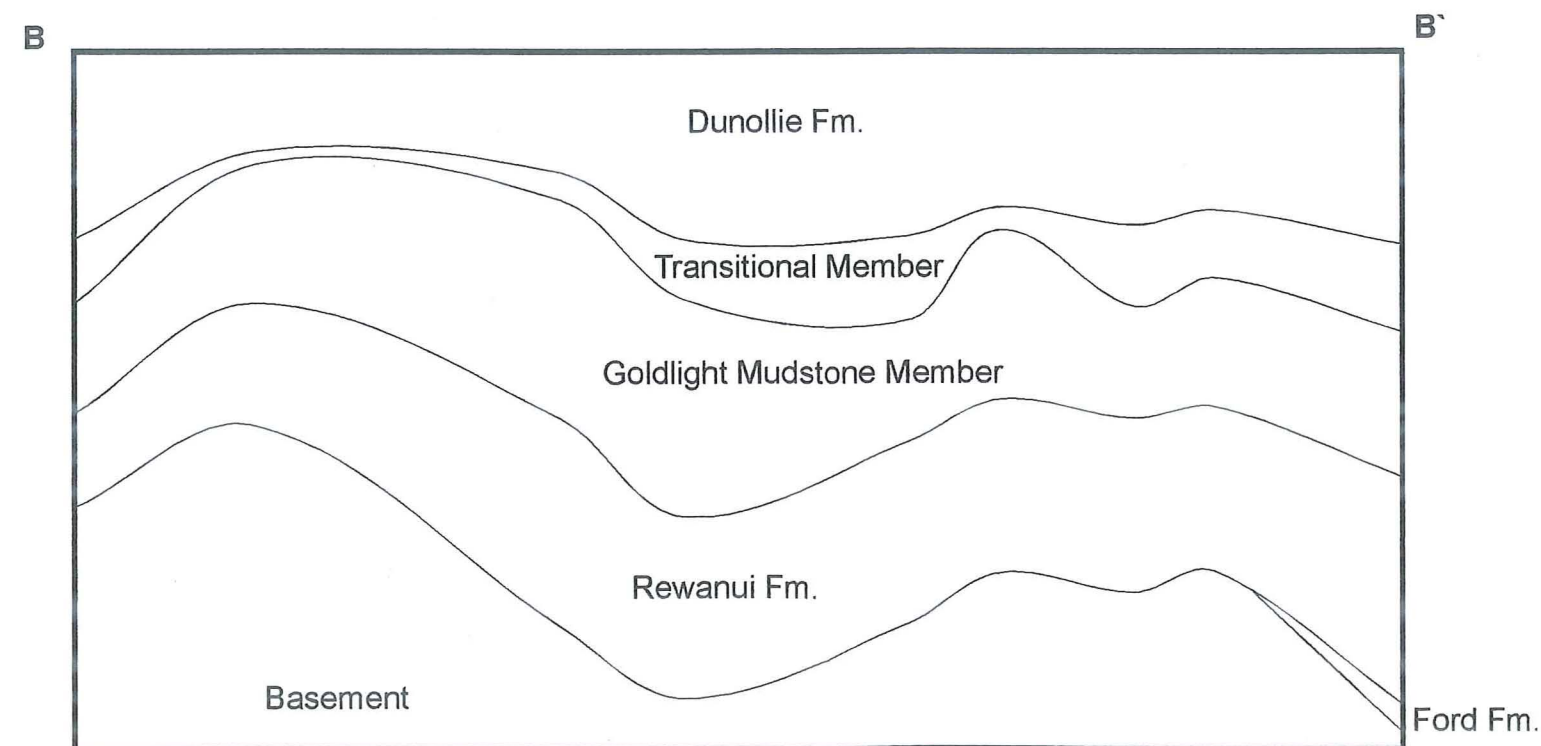 B
B`
Dunollie Fm.
Transitional Member
Goldlight Mudstone Member
Rewanui Fm.
Basement
Ford Fm.